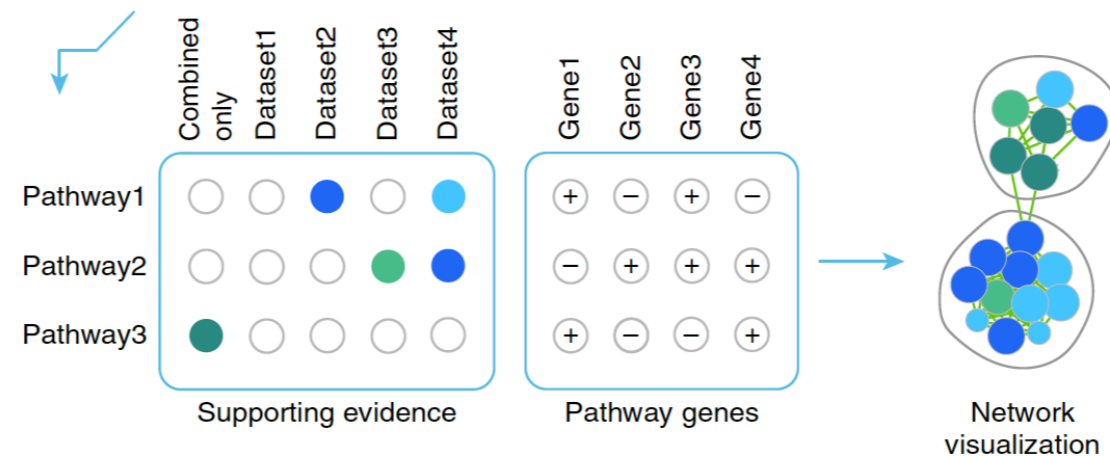 Combined
only
Dataset1
Dataset2
Dataset3
Dataset4
Gene1
Gene2
Gene3
Gene4
Pathway1
+ − + −
Pathway2
− + + +
Pathway3
+ − − +
Supporting evidence
Pathway genes
Network
visualization